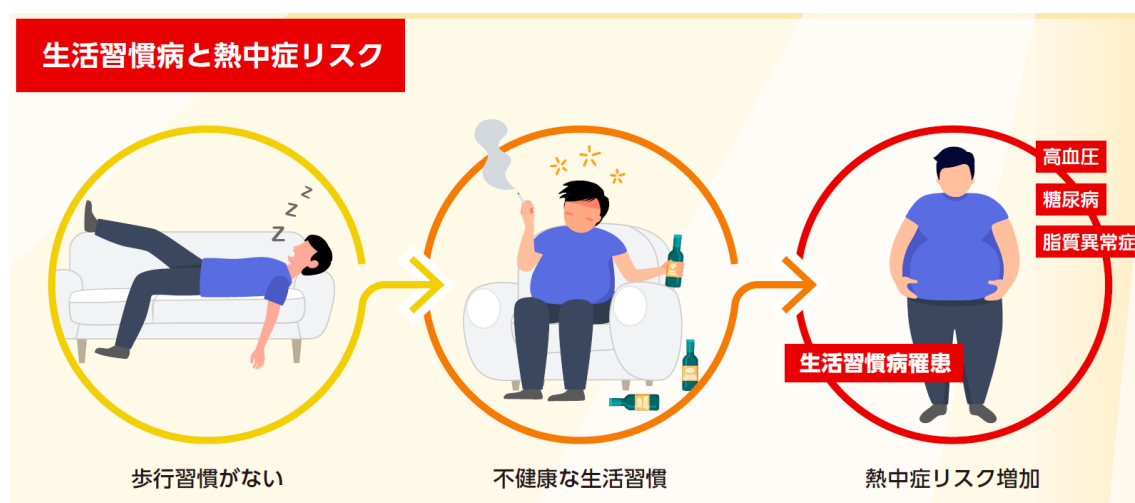 生活習慣病と熱中症リスク
Z
Z
Z
高血圧
糖尿病
脂質異常症
生活習慣病罹患
歩行習慣がない
不健康な生活習慣
熱中症リスク増加